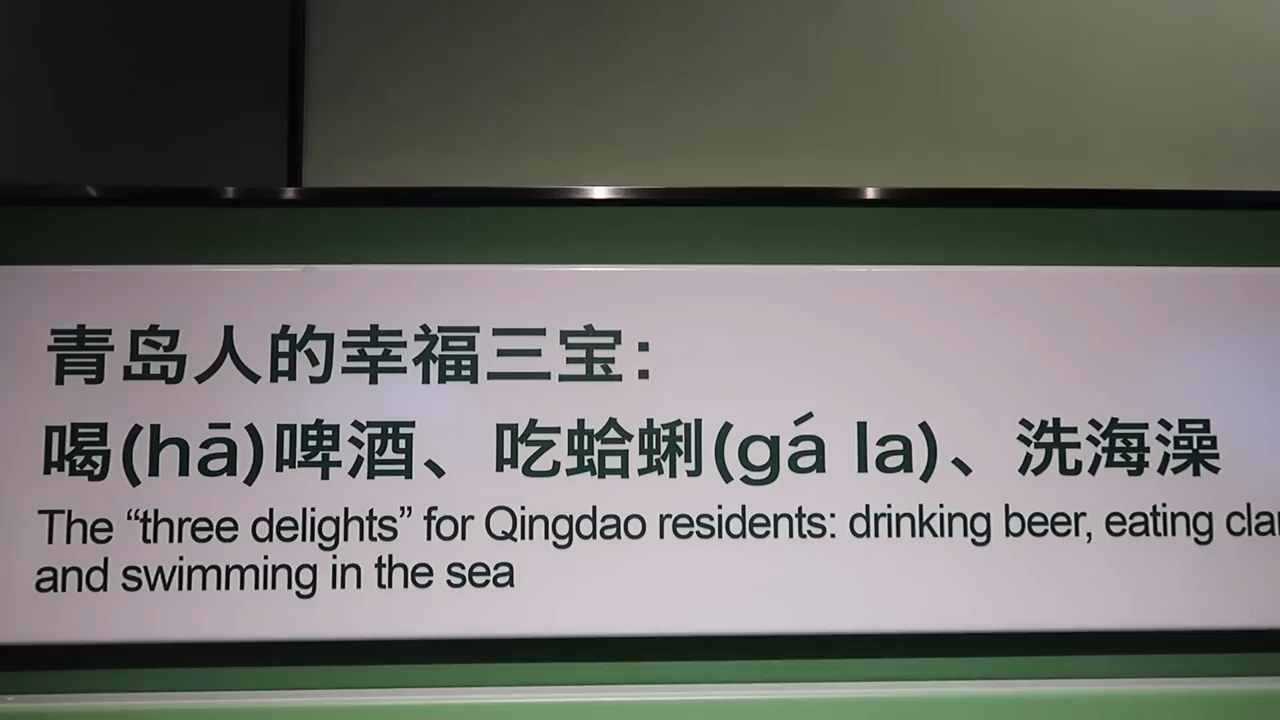 青岛人的幸福三宝：
喝(hā)啤酒、吃蛤蜊(gá la)、洗海澡
The “three delights” for Qingdao residents: drinking beer, eating
and swimming in the sea